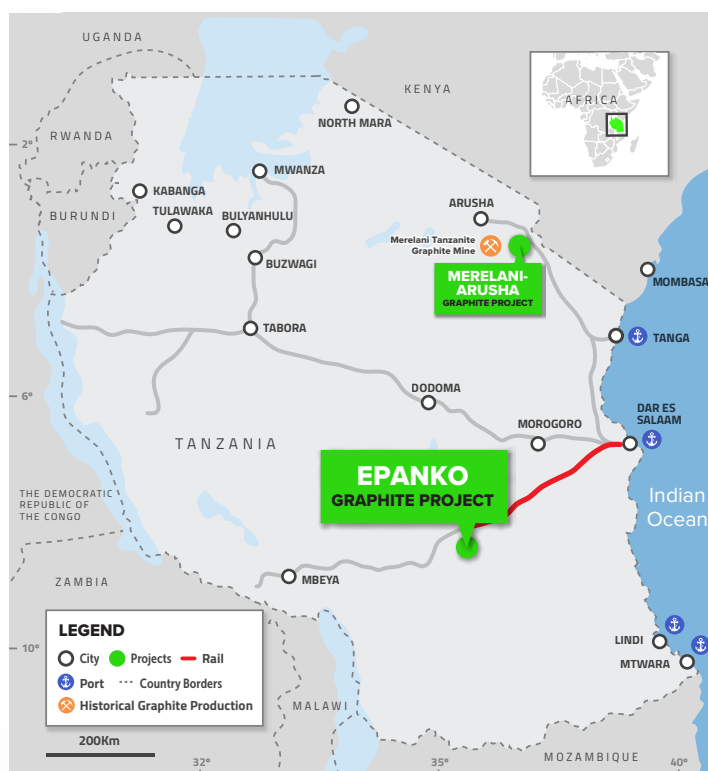 UGANDA
KENYA
AFRICA
NORTH MARA
2°
RWANDA
MWANZA
KABANGA
ARUSHA
TULAWAKA
BULYANHULU
BURUNDI
Merelani Tanzanite
Graphite Mine
BUZWAGI
MERELANI-
ARUSHA
GRAPHITE PROJECT
MOMBASA
TABORA
TANGA
DODOMA
6°
DAR ES
SALAAM
MOROGORO
TANZANIA
EPANKO
GRAPHITE PROJECT
THE DEMOCRATIC
REPUBLIC OF
THE CONGO
Indian
Ocean
ZAMBIA
MBEYA
LEGEND
City
Projects
Rail
Port
Country Borders
Historical Graphite Production
LINDI
10°
MTWARA
MALAWI
200Km
MOZAMBIQUE
32°
35°
40°